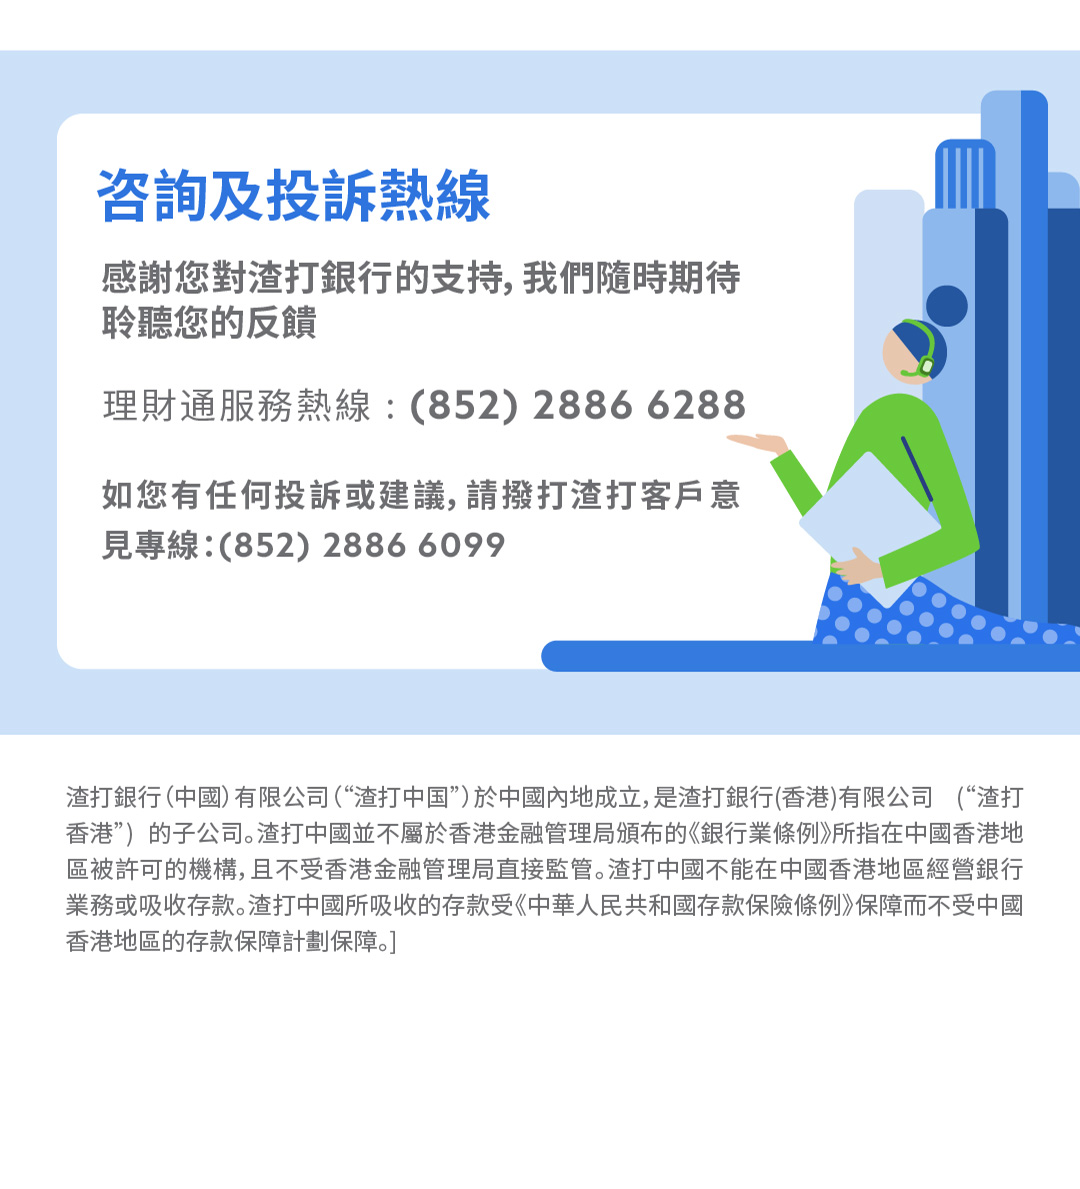 咨詢及投訴熱線
感謝您對渣打銀行的支持，我們隨時期待
聆聽您的反饋
理財通服務熱線：(852) 2886 6288
如您有任何投訴或建議，請撥打渣打客戶意
見專線：(852) 2886 6099
渣打銀行（中國）有限公司（“渣打中国”）於中國內地成立，是渣打銀行(香港)有限公司 (“渣打
香港”) 的子公司。渣打中國並不屬於香港金融管理局頒布的《銀行業條例》所指在中國香港地
區被許可的機構，且不受香港金融管理局直接監管。渣打中國不能在中國香港地區經營銀行
業務或吸收存款。渣打中國所吸收的存款受《中華人民共和國存款保險條例》保障而不受中國
香港地區的存款保障計劃保障。]